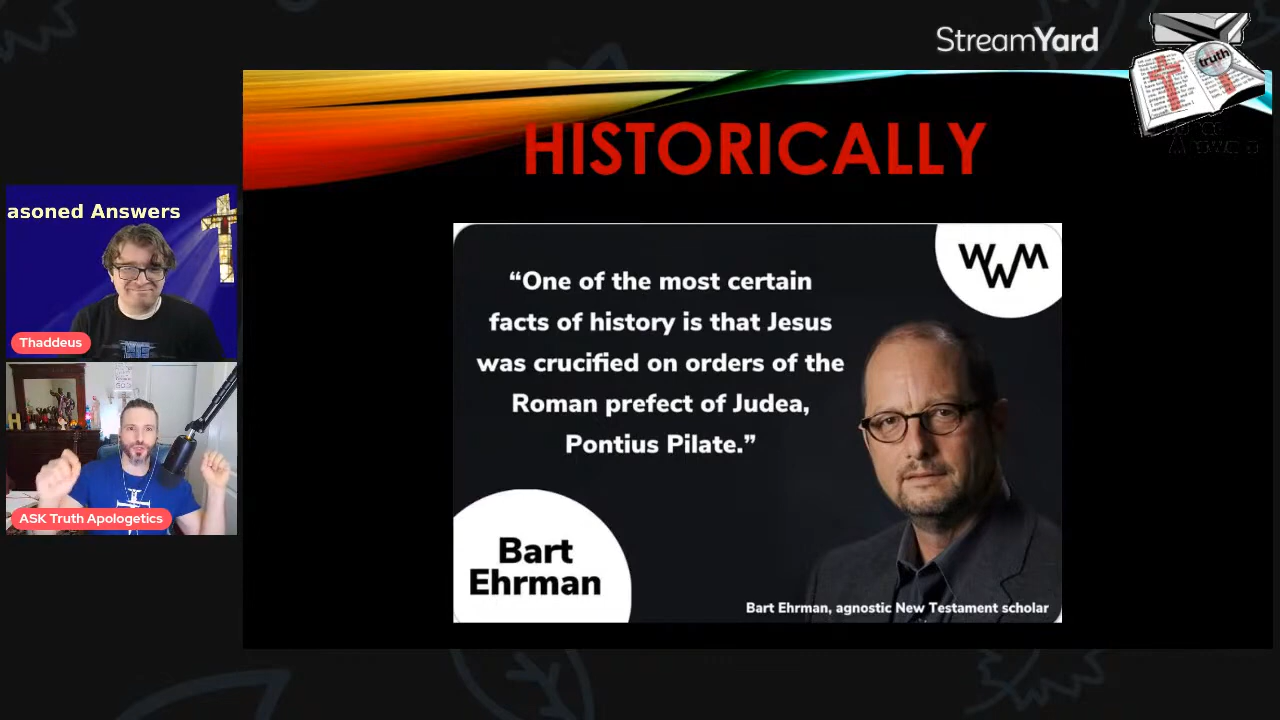 StreamYard
truth
HISTORICALLY
asoned Answers
Thaddeus
ASK Truth Apologetics
“One of the most certain
facts of history is that Jesus
was crucified on orders of the
Roman prefect of Judea,
Pontius Pilate.”
WWM
Bart
Ehrman
Bart Ehrman, agnostic New Testament scholar